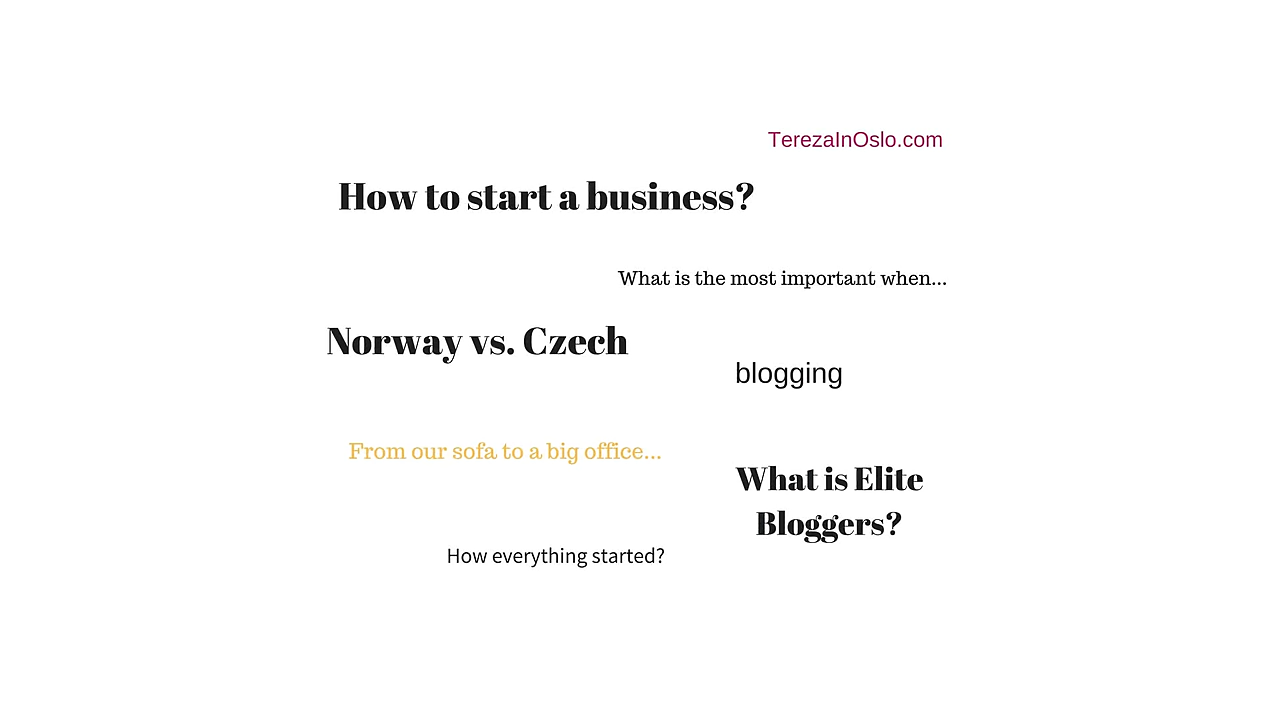 TerezaInOslo.com
How to start a business?
What is the most important when...
Norway vs. Czech
blogging
From our sofa to a big office...
What is Elite
Bloggers?
How everything started?